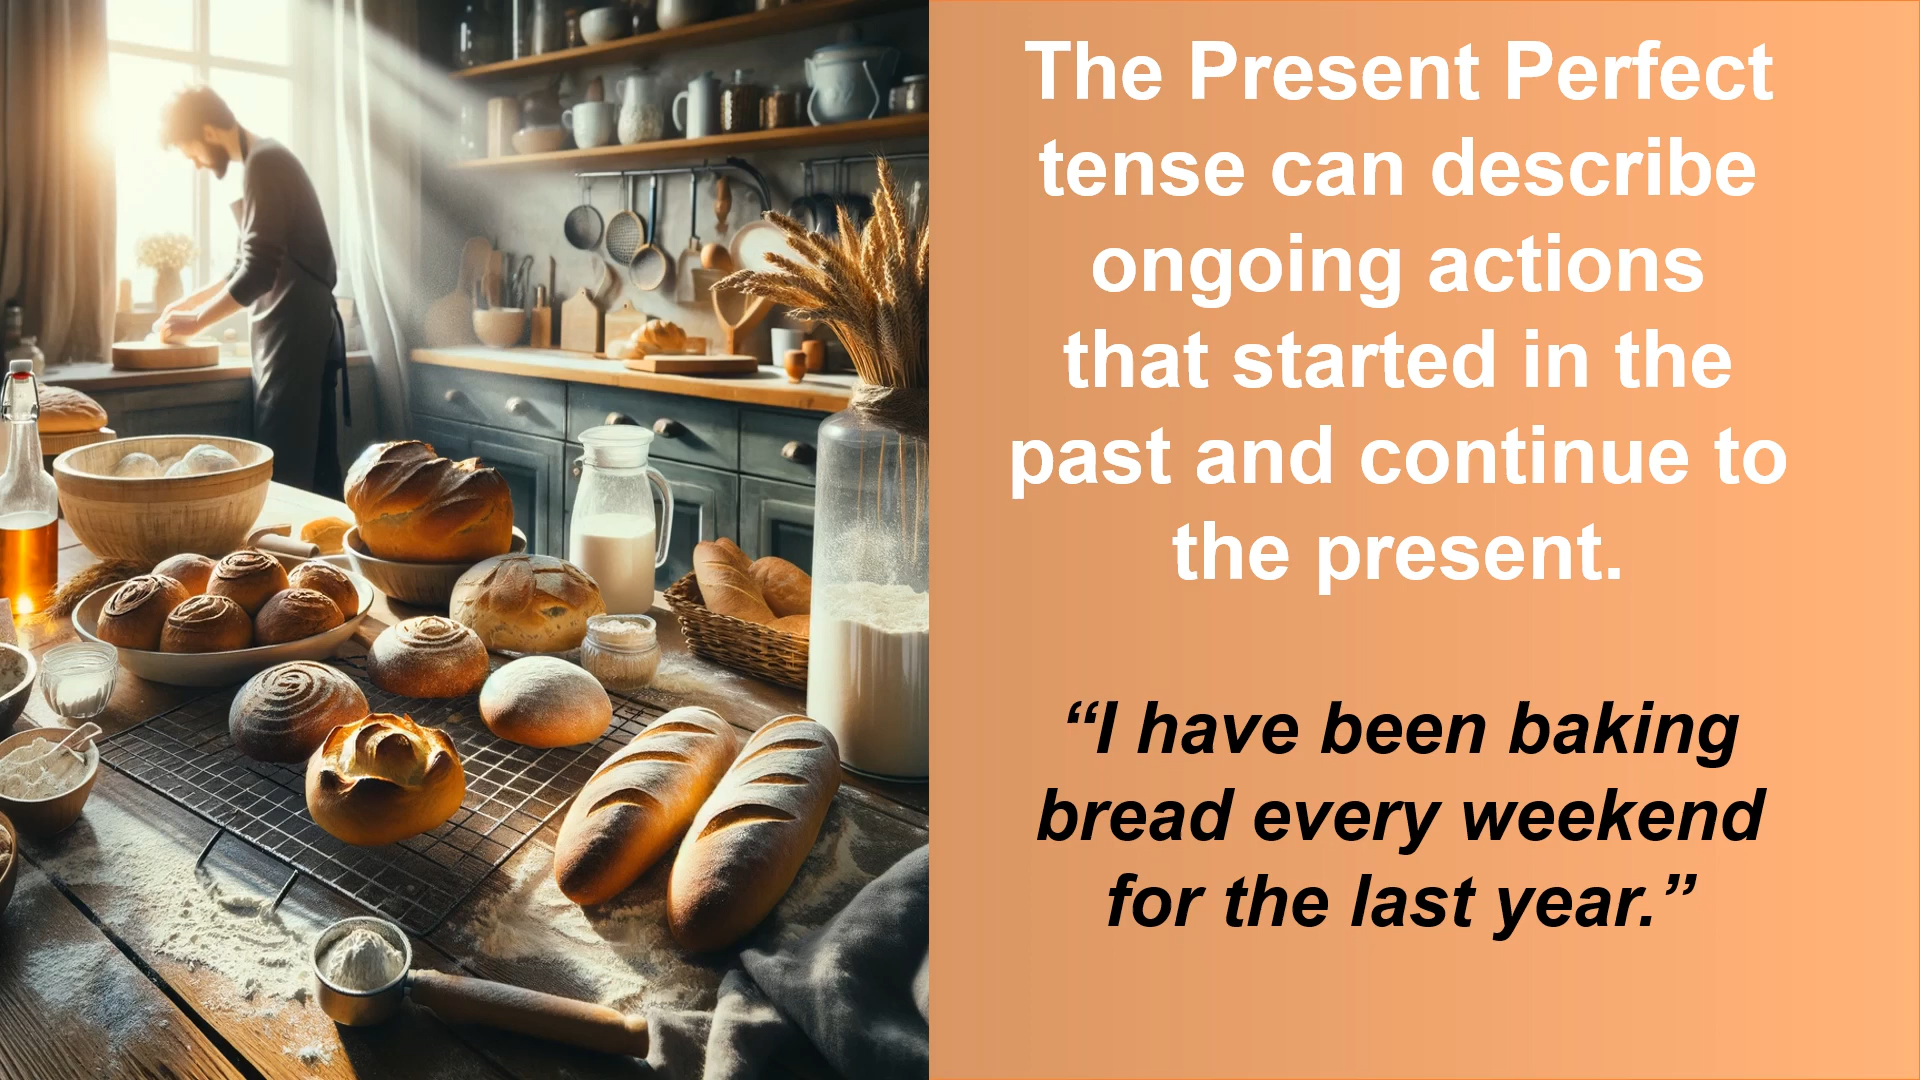 The Present Perfect
tense can describe
ongoing actions
that started in the
past and continue to
the present.
“I have been baking
bread every weekend
for the last year.”